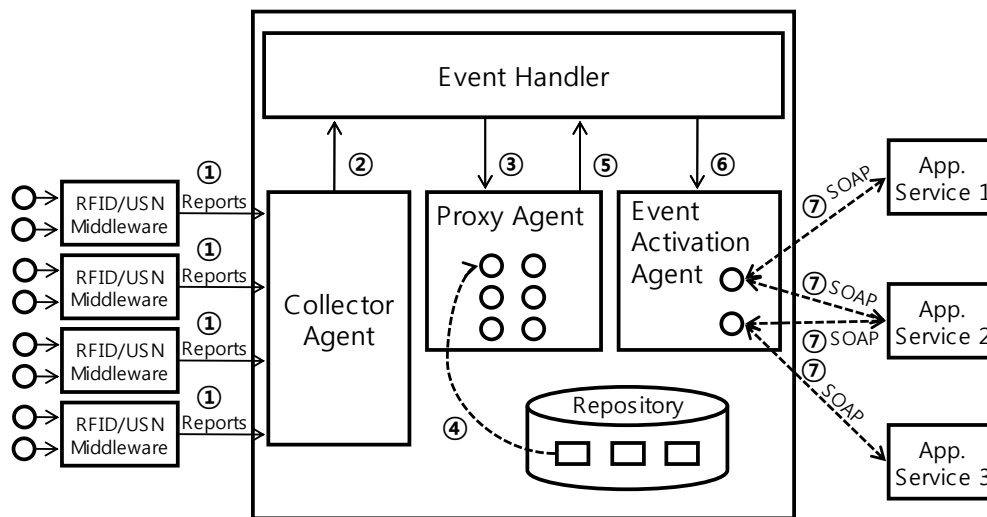 Event Handler
②
③
⑤
⑥
①
Reports
RFID/USN
Middleware
①
Reports
RFID/USN
Middleware
①
Reports
RFID/USN
Middleware
①
Reports
RFID/USN
Middleware
Collector
Agent
Proxy Agent
Event
Activation
Agent
④
Repository
⑦ SOAP
⑦ SOAP
⑦ SOAP
⑦ SOAP
App.
Service 1
App.
Service 2
App.
Service 3